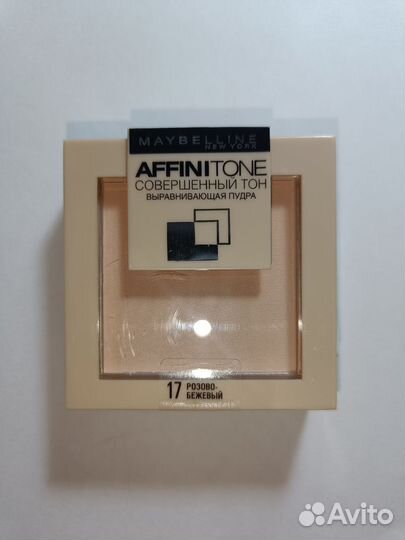 MAYBELLINE
NEW YORK
AFFINITONE
СОВЕРШЕННЫЙ ТОН
ВЫРАВНИВАЮЩАЯ ПУДРА
17 РОЗОВО-
БЕЖЕВЫЙ
Avito